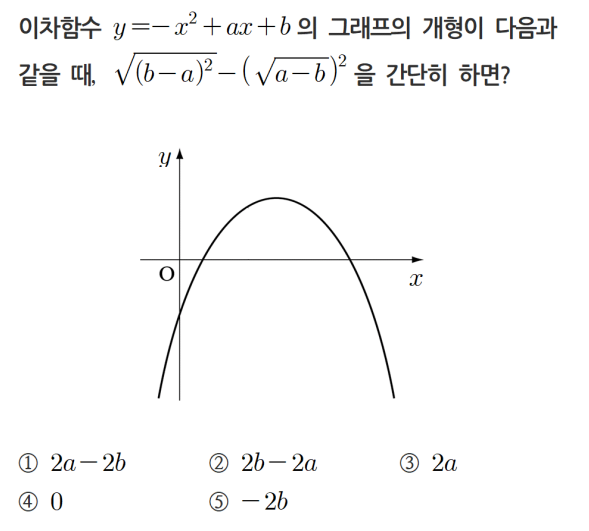 이차함수 y=−x²+ax+b의 그래프의 개형이 다음과
같을 때, √(b−a)²−(√a−b)²을 간단히 하면?
y
O
x
① 2a−2b ② 2b−2a ③ 2a
④ 0 ⑤ −2b